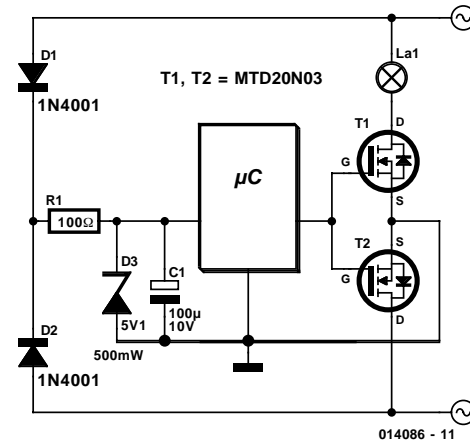 D1
1N4001
T1, T2 = MTD20N03
La1
T1
D
G
S
µC
R1
100Ω
D3
5V1
500mW
C1
100µ
10V
T2
S
G
D
D2
1N4001
014086 - 11